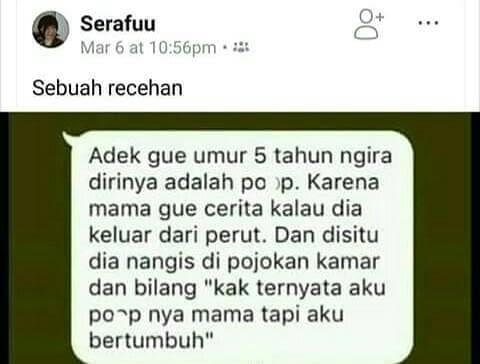 Serafuu
Mar 6 at 10:56pm
Sebuah recehan
Adek gue umur 5 tahun ngira
dirinya adalah po p. Karena
mama gue cerita kalau dia
keluar dari perut. Dan disitu
dia nangis di pojokan kamar
dan bilang "kak ternyata aku
po^p nya mama tapi aku
bertumbuh"